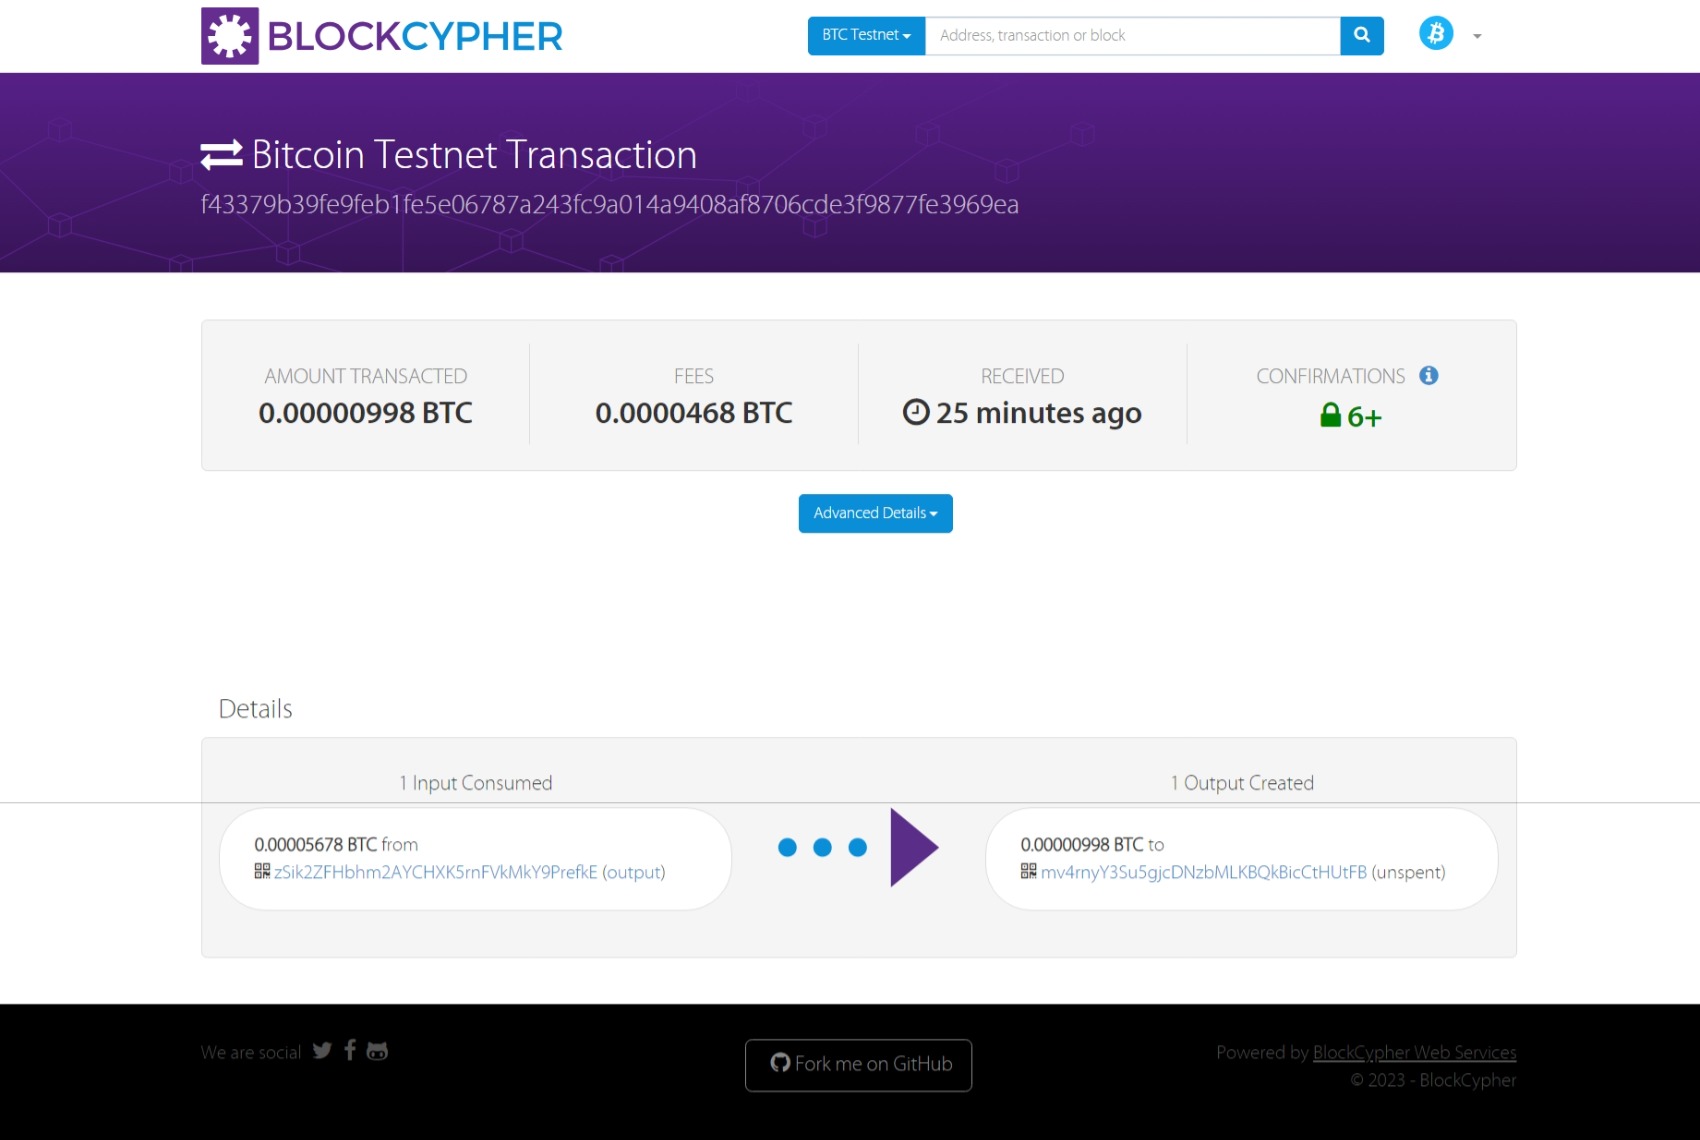 BLOCKCYPHER
BTC Testnet
Address, transaction or block
Bitcoin Testnet Transaction
f43379b39fe9feb1fe5e06787a243fc9a014a9408af8706cde3f9877fe3969ea
AMOUNT TRANSACTED
0.00000998 BTC
FEES
0.0000468 BTC
RECEIVED
25 minutes ago
CONFIRMATIONS
6+
Advanced Details
Details
1 Input Consumed
0.00005678 BTC from
zSik2ZFHbhm2AYCHXK5rnFVkMkY9PrefkE (output)
1 Output Created
0.00000998 BTC to
mv4rnyY3Su5gjcDNzbMLKBQkBicCtHUtFB (unspent)
We are social
Fork me on GitHub
Powered by BlockCypher Web Services
© 2023 - BlockCypher